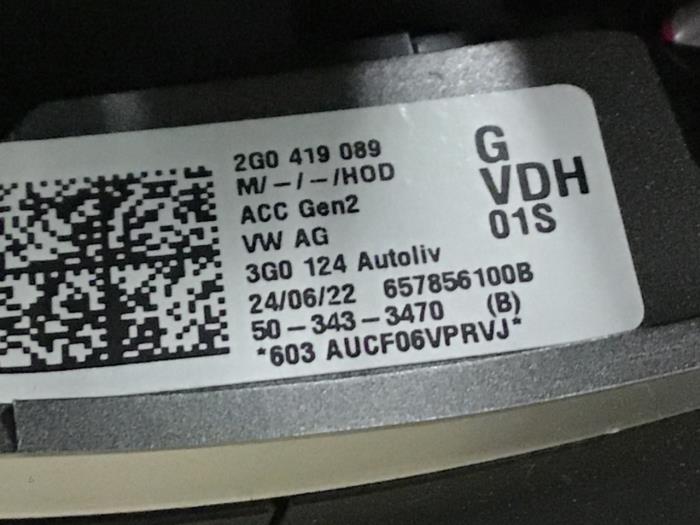 2G0 419 089
G
M/-/-/HOD
VDH
ACC Gen2
01S
VW AG
3G0 124 Autoliv
24/06/22 657856100B
50-343-3470 (B)
*603 AUCF06VPRVJ*